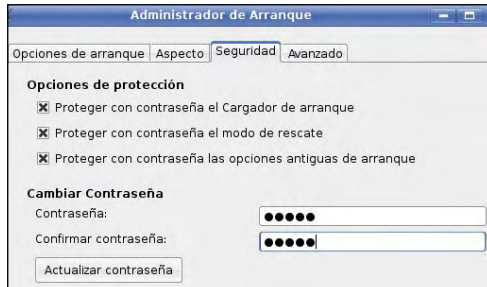 Administrador de Arranque
Opciones de arranque Aspecto Seguridad Avanzado
Opciones de protección
Proteger con contraseña el Cargador de arranque
Proteger con contraseña el modo de rescate
Proteger con contraseña las opciones antiguas de arranque
Cambiar Contraseña
Contraseña: ●●●●●
Confirmar contraseña: ●●●●●
Actualizar contraseña